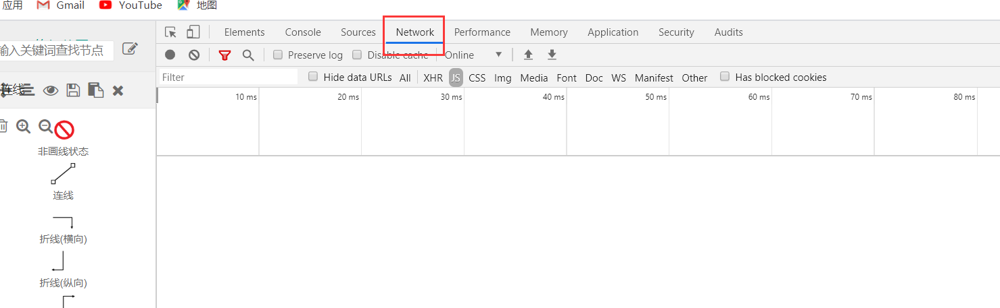 应用 Gmail YouTube 地图
Elements Console Sources Network Performance Memory Application Security Audits
输入关键词查找节点
Preserve log Disable cache Online
Filter Hide data URLs All XHR JS CSS Img Media Font Doc WS Manifest Other Has blocked cookies
连线
10 ms 20 ms 30 ms 40 ms 50 ms 60 ms 70 ms 80 ms
非画线状态
连线
折线(横向)
折线(纵向)